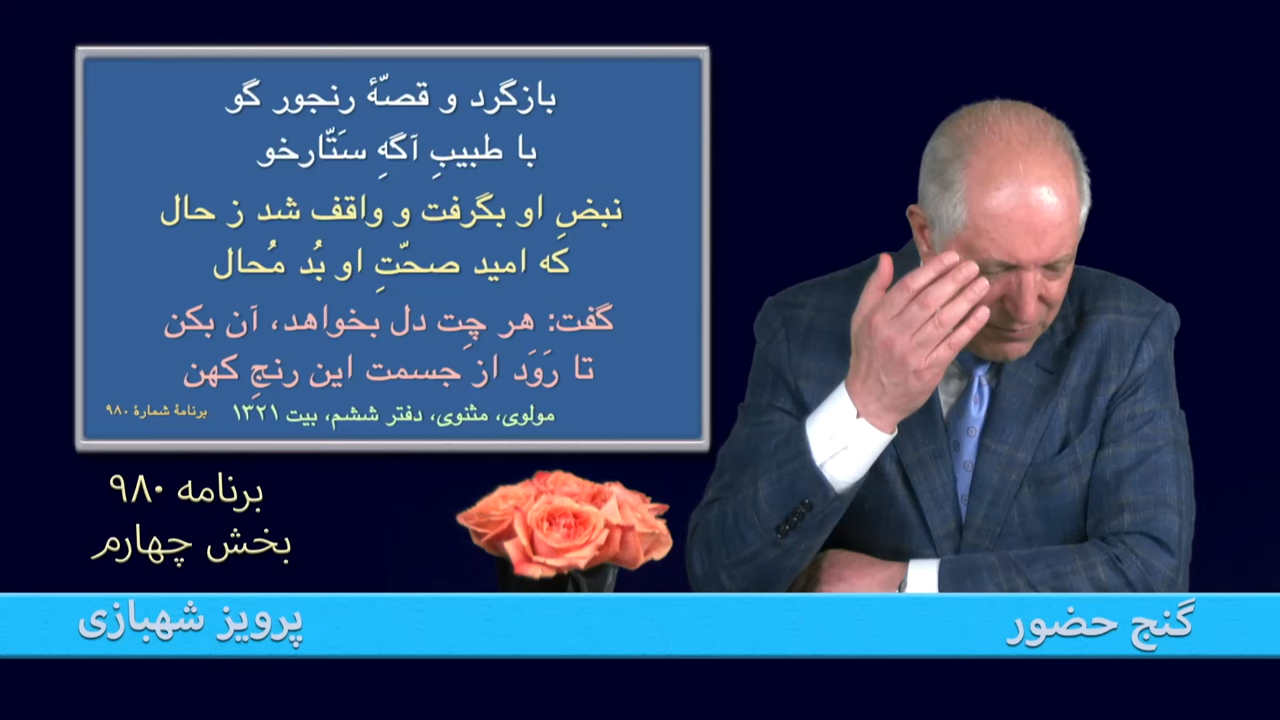 بازگرد و قصّهٔ رنجور گو
با طبیبِ آگهِ سَتّارخو
نبضِ او بگرفت و واقف شد ز حال
که امید صحّتِ او بُد مُحال
گفت: هر چِت دل بخواهد، آن بکن
تا رَوَد از جسمت این رنجِ کهن
مولوی، مثنوی، دفتر ششم، بیت ۱۳۲۱
برنامهٔ شمارهٔ ۹۸۰
برنامه ۹۸۰
بخش چهارم
گنج حضور
پرویز شهبازی